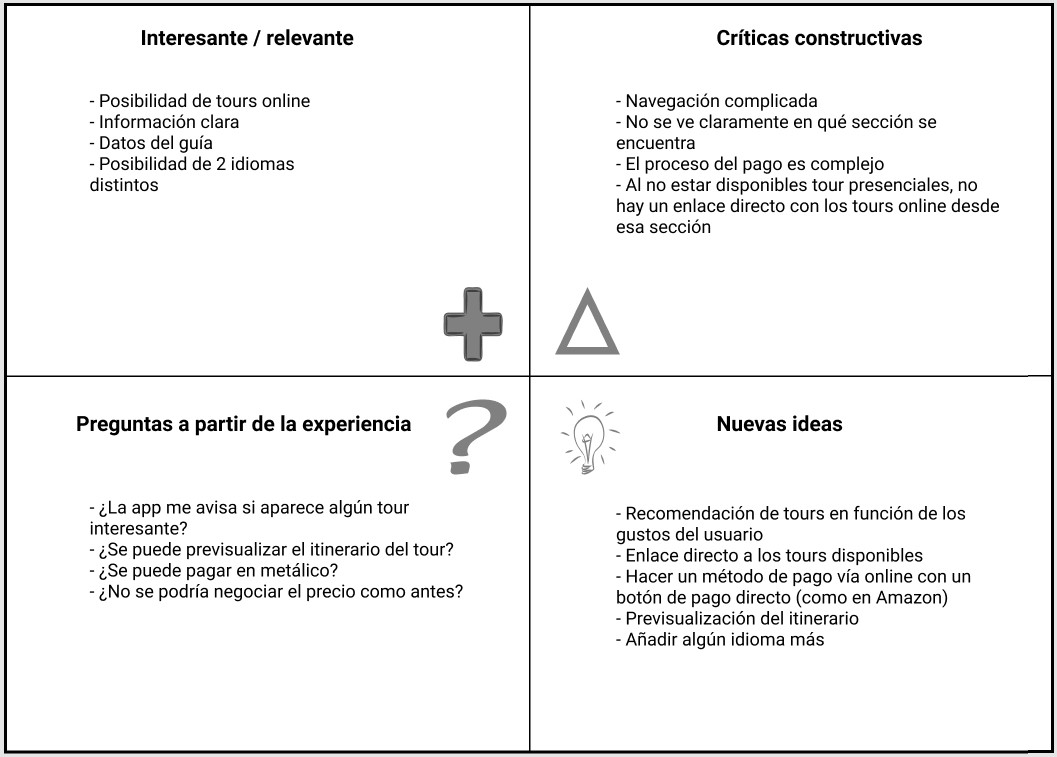 Interesante / relevante
- Posibilidad de tours online
- Información clara
- Datos del guía
- Posibilidad de 2 idiomas
distintos
Críticas constructivas
- Navegación complicada
- No se ve claramente en qué sección se
encuentra
- El proceso del pago es complejo
- Al no estar disponibles tour presenciales, no
hay un enlace directo con los tours online desde
esa sección
Preguntas a partir de la experiencia
- ¿La app me avisa si aparece algún tour
interesante?
- ¿Se puede previsualizar el itinerario del tour?
- ¿Se puede pagar en metálico?
- ¿No se podría negociar el precio como antes?
Nuevas ideas
- Recomendación de tours en función de los
gustos del usuario
- Enlace directo a los tours disponibles
- Hacer un método de pago vía online con un
botón de pago directo (como en Amazon)
- Previsualización del itinerario
- Añadir algún idioma más